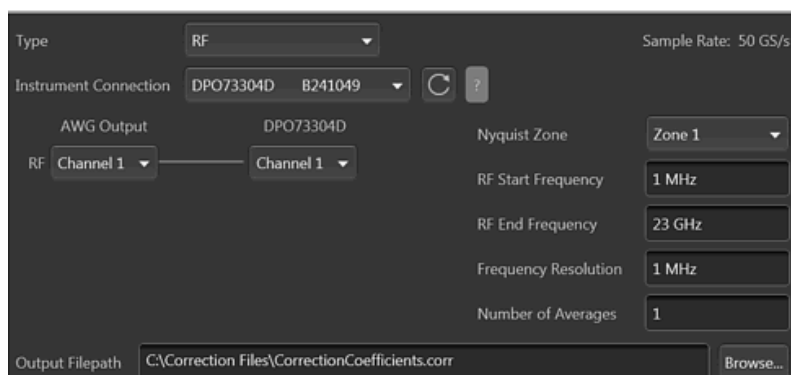 Type RF Sample Rate: 50 GS/s
Instrument Connection DPO73304D B241049 ?
AWG Output DPO73304D
RF Channel 1 Channel 1
Nyquist Zone Zone 1
RF Start Frequency 1 MHz
RF End Frequency 23 GHz
Frequency Resolution 1 MHz
Number of Averages 1
Output Filepath C:\Correction Files\CorrectionCoefficients.corr Browse...